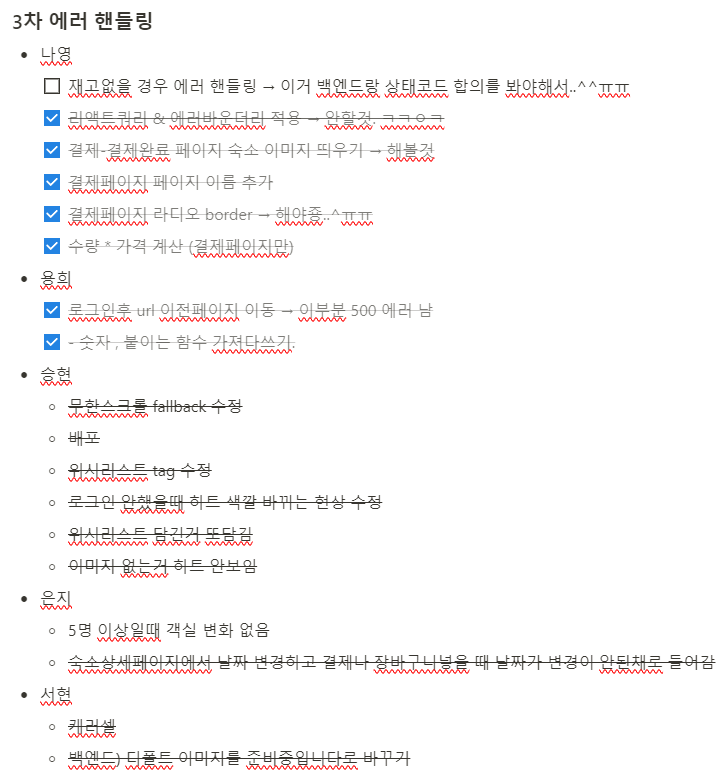 3차 에러 핸들링
나영
재고없을 경우 에러 핸들링 → 이거 백엔드랑 상태코드 합의를 봐야해서..^^ㅠㅠ
리액트쿼리 & 에러바운더리 적용 → 안할것. ㅋㅋㅇㅋ
결제-결제완료 페이지 숙소 이미지 띄우기 → 해볼것
결제페이지 페이지 이름 추가
결제페이지 라디오 border → 해야죵..^ㅠㅠ
수량 * 가격 계산 (결제페이지만)
용희
로그인후 url 이전페이지 이동 → 이부분 500 에러 남
- 숫자 , 붙이는 함수 가져다쓰기.
승현
무한스크롤 fallback 수정
배포
위시리스트 tag 수정
로그인 안했을때 하트 색깔 바뀌는 현상 수정
위시리스트 담긴거 또담김
이미지 없는거 하트 안보임
은지
5명 이상일때 객실 변화 없음
숙소상세페이지에서 날짜 변경하고 결제나 장바구니넣을 때 날짜가 변경이 안된채로 들어감
서현
캐러셀
백엔드) 디폴트 이미지를 준비중입니다로 바꾸기